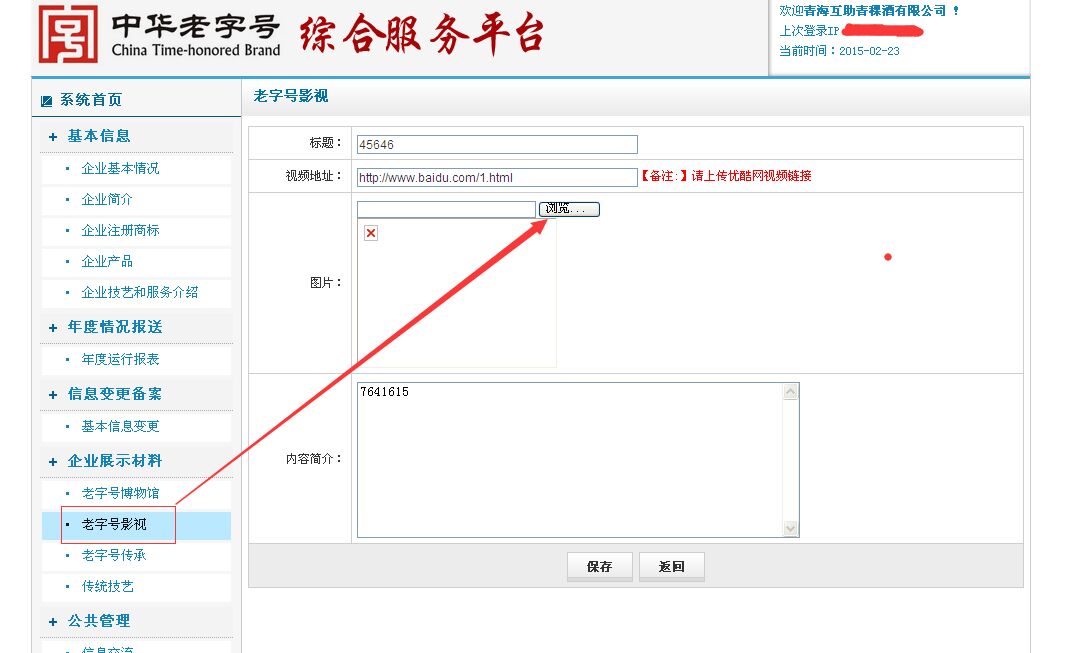 中华老字号
China Time-honored Brand
综合服务平台
欢迎青海互助青稞酒有限公司 ！
上次登录IP
当前时间：2015-02-23
系统首页
+ 基本信息
· 企业基本情况
· 企业简介
· 企业注册商标
· 企业产品
· 企业技艺和服务介绍
+ 年度情况报送
· 年度运行报表
+ 信息变更备案
· 基本信息变更
+ 企业展示材料
· 老字号博物馆
· 老字号影视
· 老字号传承
· 传统技艺
+ 公共管理
· 信息交流
老字号影视
标题： 45646
视频地址： http://www.baidu.com/1.html 【备注:】请上传优酷网视频链接
浏览...
图片：
7641615
内容简介：
保存 返回